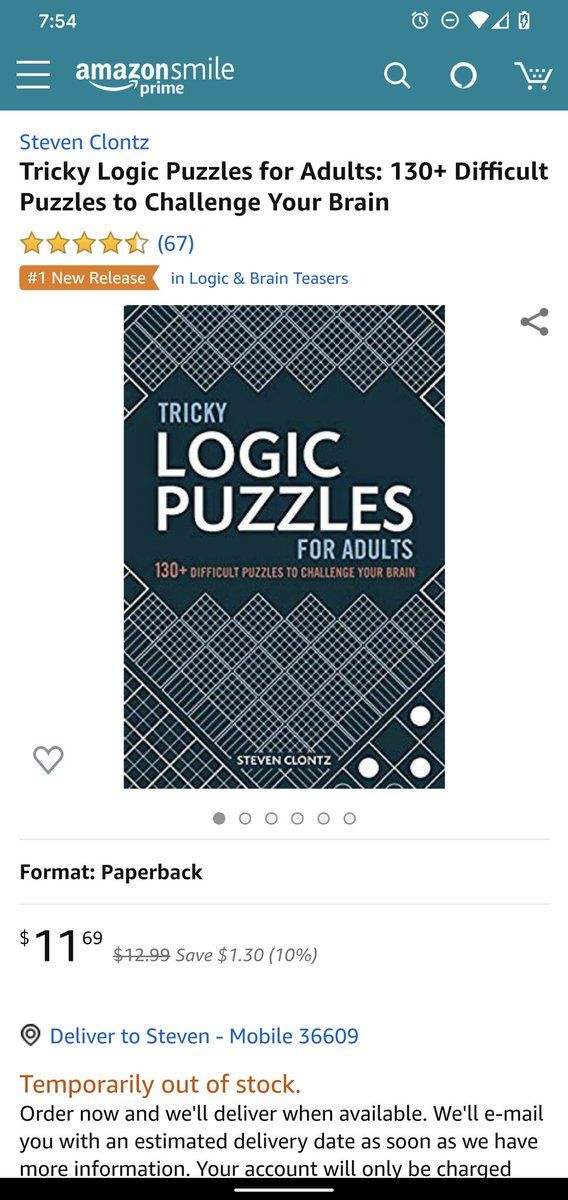 7:54
amazonsmile
prime
Steven Clontz
Tricky Logic Puzzles for Adults: 130+ Difficult
Puzzles to Challenge Your Brain
(67)
#1 New Release in Logic & Brain Teasers
TRICKY
LOGIC
PUZZLES
FOR ADULTS
130+ DIFFICULT PUZZLES TO CHALLENGE YOUR BRAIN
STEVEN CLONTZ
Format: Paperback
$11 69 $12.99 Save $1.30 (10%)
Deliver to Steven - Mobile 36609
Temporarily out of stock.
Order now and we'll deliver when available. We'll e-mail
you with an estimated delivery date as soon as we have
more information. Your account will only be charged